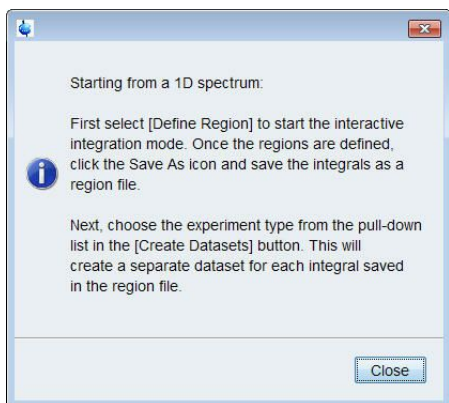 Starting from a 1D spectrum:
First select [Define Region] to start the interactive
integration mode. Once the regions are defined,
click the Save As icon and save the integrals as a
region file.
Next, choose the experiment type from the pull-down
list in the [Create Datasets] button. This will
create a separate dataset for each integral saved
in the region file.
Close